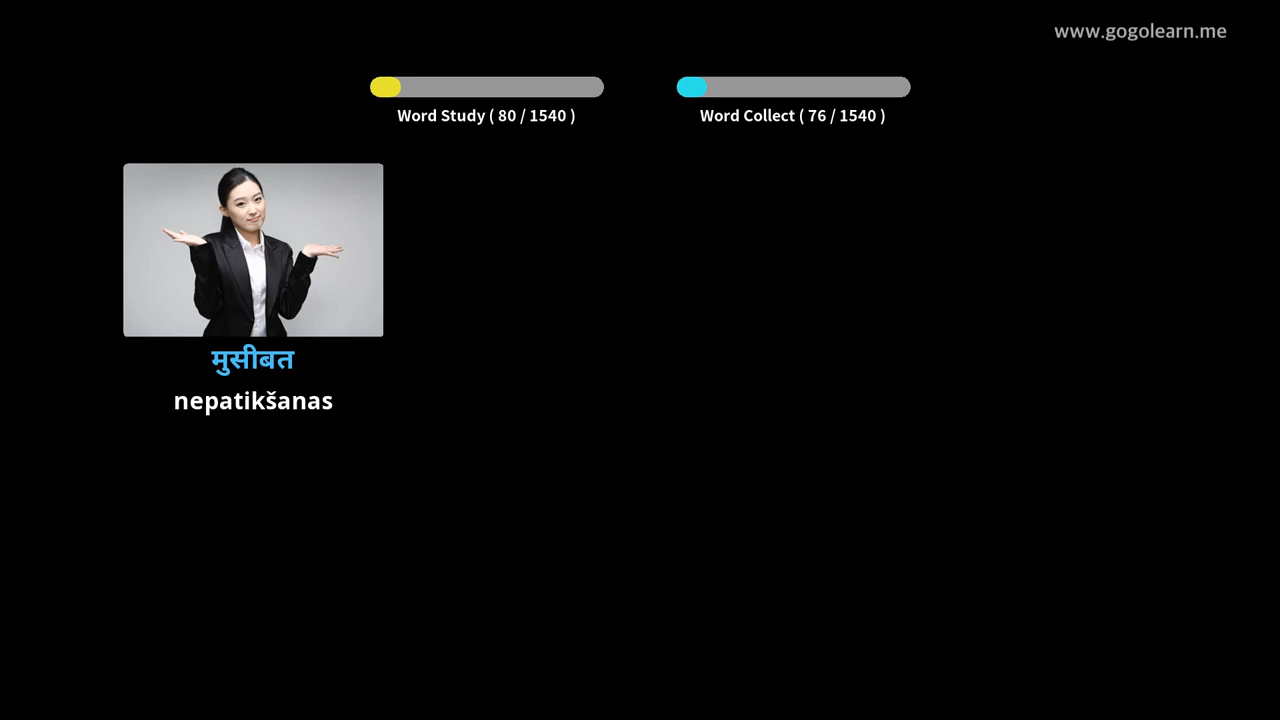 www.gogolearn.me
Word Study ( 80 / 1540 )
Word Collect ( 76 / 1540 )
मुसीबत
nepatikšanas